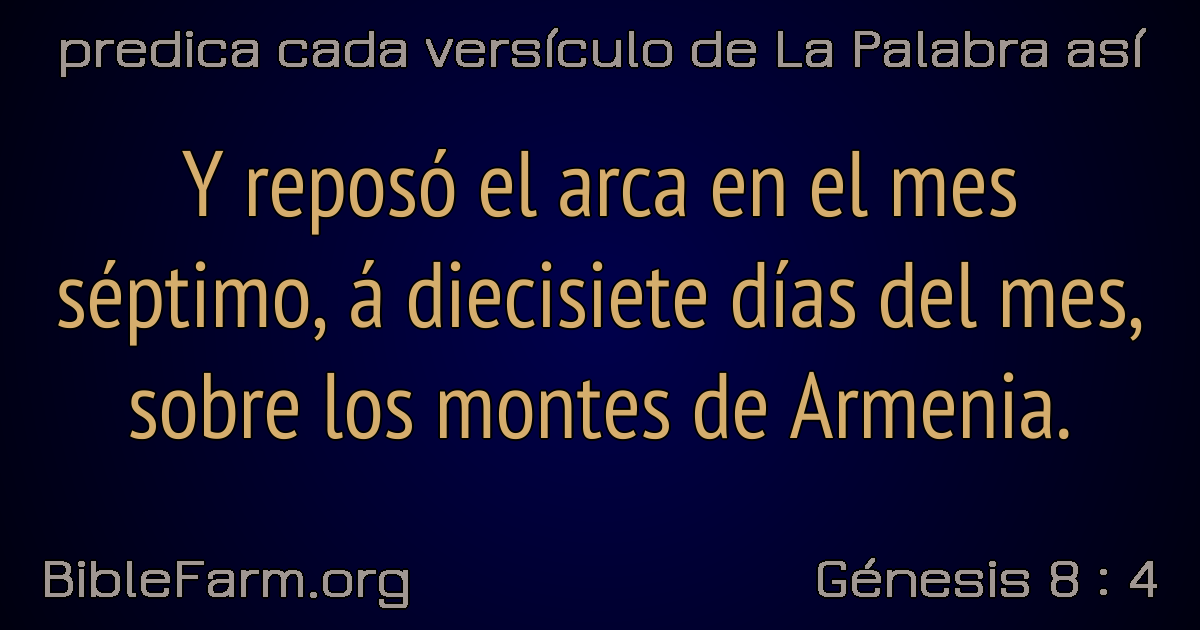 predica cada versículo de La Palabra así
Y reposó el arca en el mes
séptimo, á diecisiete días del mes,
sobre los montes de Armenia.
BibleFarm.org
Génesis 8 : 4